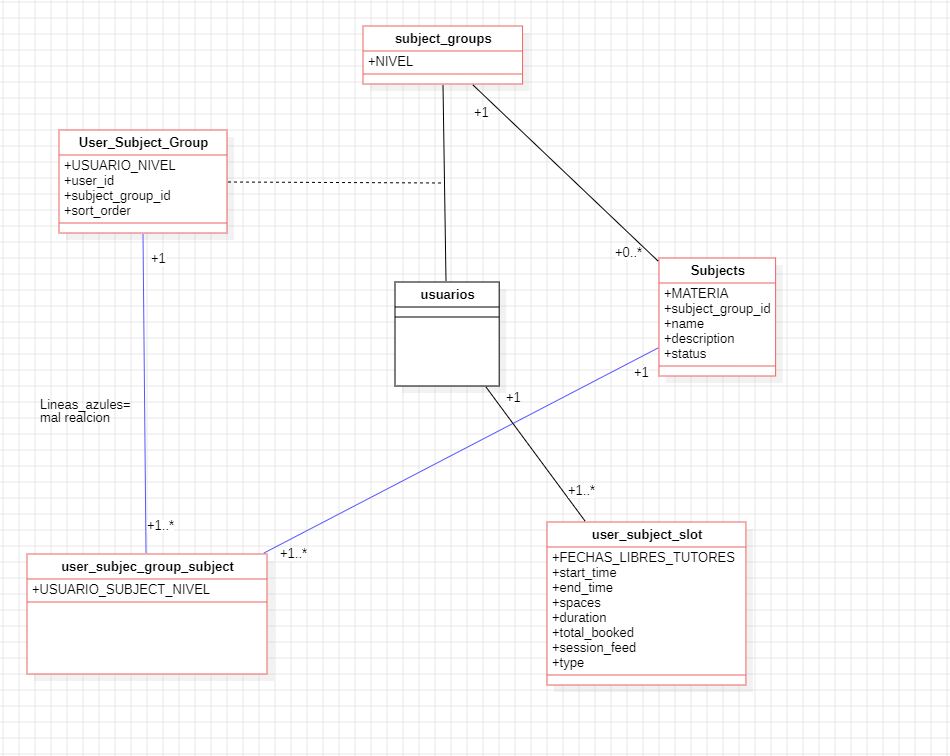 subject_groups
+NIVEL
+1
User_Subject_Group
+USUARIO_NIVEL
+user_id
+subject_group_id
+sort_order
+1
+0..*
Subjects
+MATERIA
+subject_group_id
+name
+description
+status
+1
usuarios
+1
Lineas_azules=
mal realcion
+1..*
+1..*
+1..*
user_subjec_group_subject
+USUARIO_SUBJECT_NIVEL
user_subject_slot
+FECHAS_LIBRES_TUTORES
+start_time
+end_time
+spaces
+duration
+total_booked
+session_feed
+type